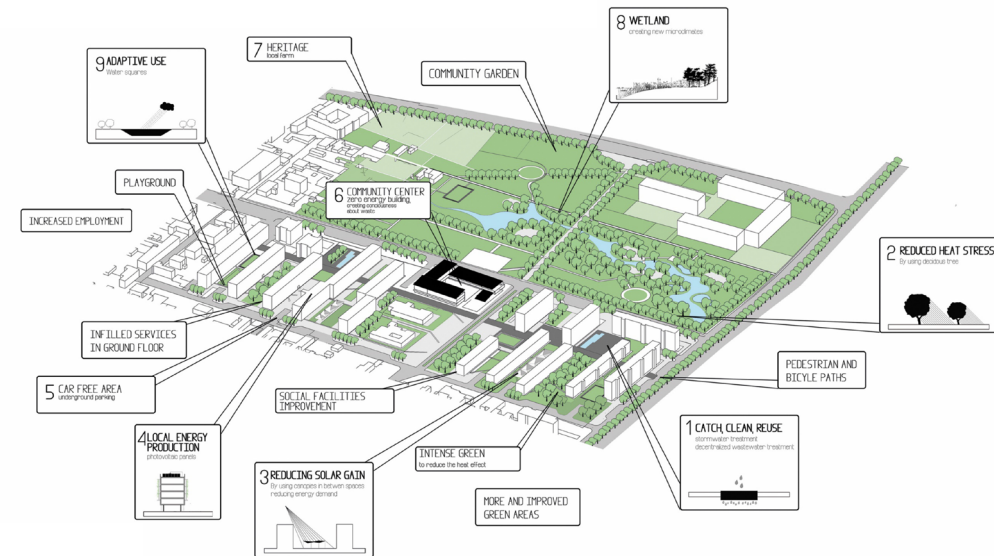 8 WETLAND
creating new microclimates
7 HERITAGE
local farm
9 ADAPTIVE USE
Water squares
COMMUNITY GARDEN
PLAYGROUND
6 COMMUNITY CENTER
zero energy building,
creating conciousness
about waste
INCREASED EMPLOYMENT
2 REDUCED HEAT STRESS
By using deciduous tree
INFILLED SERVICES
IN GROUND FLOOR
PEDESTRIAN AND
BICYLE PATHS
5 CAR FREE AREA
underground parking
SOCIAL FACILITIES
IMPROVEMENT
1 CATCH, CLEAN, REUSE
stormwater treatment
decentralized wastewater treatment
4 LOCAL ENERGY
PRODUCTION
photovoltaic panels
INTENSE GREEN
to reduce the heat effect
3 REDUCING SOLAR GAIN
By using canopies in betwen spaces
reducing energy demand
MORE AND IMPROVED
GREEN AREAS